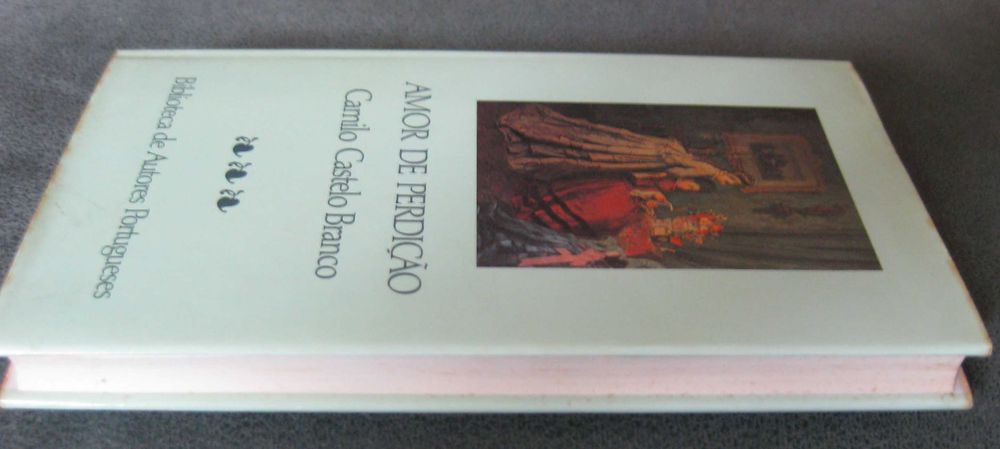 AMOR DE PERDIÇÃO
Camilo Castelo Branco
Biblioteca de Autores Portugueses